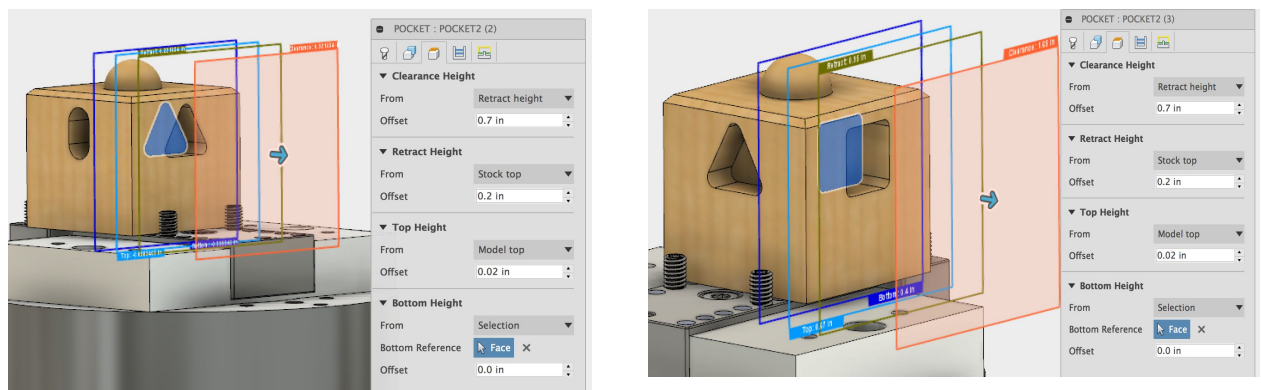 POCKET : POCKET2 (2)
Clearance Height
From Retract height
Offset 0.7 in
Retract Height
From Stock top
Offset 0.2 in
Top Height
From Model top
Offset 0.02 in
Bottom Height
From Selection
Bottom Reference Face
Offset 0.0 in
POCKET : POCKET2 (3)
Clearance Height
From Retract height
Offset 0.7 in
Retract Height
From Stock top
Offset 0.2 in
Top Height
From Model top
Offset 0.02 in
Bottom Height
From Selection
Bottom Reference Face
Offset 0.0 in